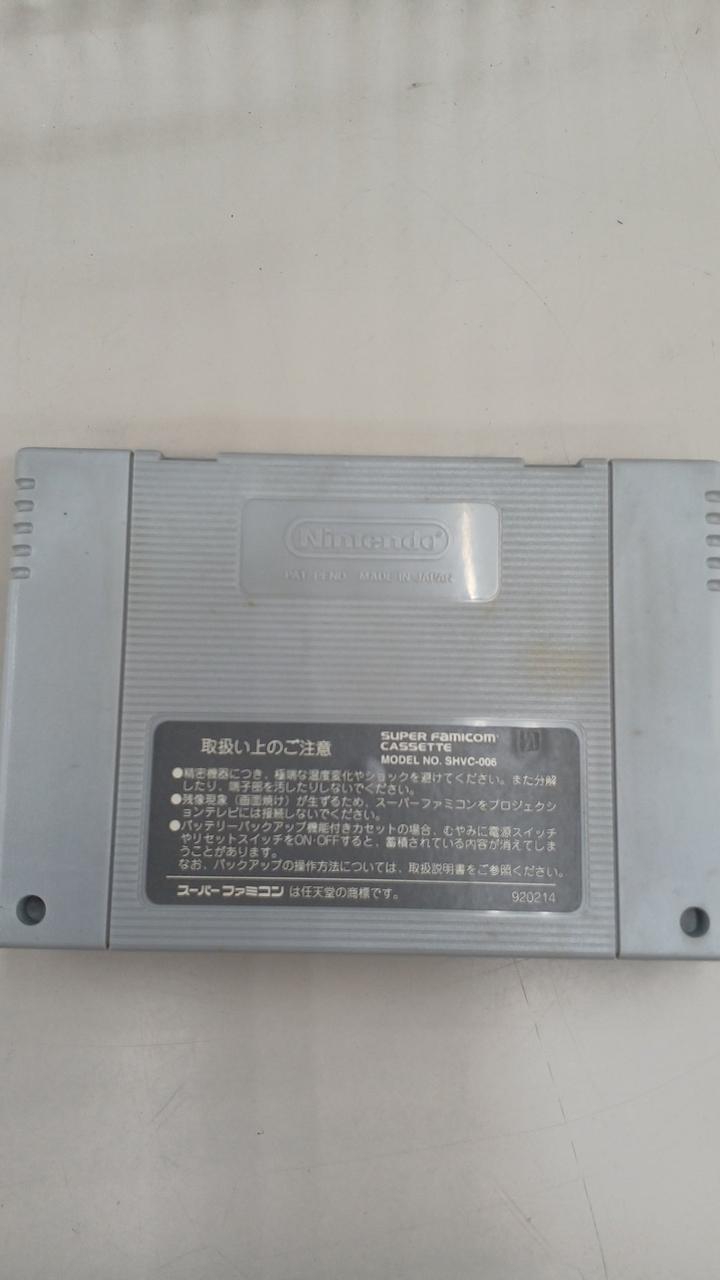 Nintendo®
PAT. PEND. MADE IN JAPAN
取扱い上のご注意
SUPER FAMICOM
CASSETTE
MODEL NO. SHVC-006
●精密機器につき、極端な温度変化やショックを避けてください。また分解
したり、端子部を汚したりしないでください。
●残像現象（画面焼け）が生ずるため、スーパーファミコンをプロジェクシ
ョンテレビには接続しないでください。
●バッテリーバックアップ機能付きカセットの場合、むやみに電源スイッチ
やリセットスイッチをON・OFFすると、蓄積されている内容が消えてしま
うことがあります。
なお、バックアップの操作方法については、取扱説明書をご参照ください。
スーパーファミコン は任天堂の商標です。
920214